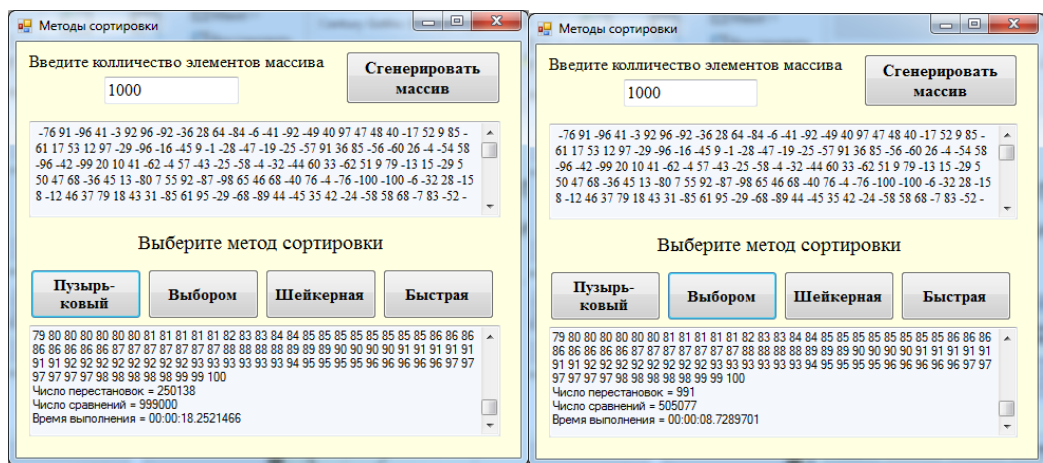 Методы сортировки
Введите колличество элементов массива
Сгенерировать
массив
1000
-76 91 -96 41 -3 92 96 -92 -36 28 64 -84 -6 -41 -92 -49 40 97 47 48 40 -17 52 9 85 -
61 17 53 12 97 -29 -96 -16 -45 9 -1 -28 -47 -19 -25 -57 91 36 85 -56 -60 26 -4 -54 58
-96 -42 -99 20 10 41 -62 -4 57 -43 -25 -58 -4 -32 -44 60 33 -62 51 9 79 -13 15 -29 5
50 47 68 -36 45 13 -80 7 55 92 -87 -98 65 46 68 -40 76 -4 -76 -100 -100 -6 -32 28 -15
8 -12 46 37 79 18 43 31 -85 61 95 -29 -68 -89 44 -45 35 42 -24 -58 58 68 -7 83 -52 -
Выберите метод сортировки
Пузырь-
ковый
Выбором
Шейкерная
Быстрая
79 80 80 80 80 80 80 81 81 81 81 81 82 83 83 84 84 85 85 85 85 85 85 85 85 86 86 86
86 86 86 86 86 87 87 87 87 87 87 87 88 88 88 88 89 89 89 90 90 90 90 91 91 91 91 91
91 91 92 92 92 92 92 92 92 92 93 93 93 93 93 93 94 95 95 95 95 96 96 96 96 96 97 97
97 97 97 97 98 98 98 98 98 99 99 100
Число перестановок = 250138
Число сравнений = 999000
Время выполнения = 00:00:18.2521466
Методы сортировки
Введите колличество элементов массива
Сгенерировать
массив
1000
-76 91 -96 41 -3 92 96 -92 -36 28 64 -84 -6 -41 -92 -49 40 97 47 48 40 -17 52 9 85 -
61 17 53 12 97 -29 -96 -16 -45 9 -1 -28 -47 -19 -25 -57 91 36 85 -56 -60 26 -4 -54 58
-96 -42 -99 20 10 41 -62 -4 57 -43 -25 -58 -4 -32 -44 60 33 -62 51 9 79 -13 15 -29 5
50 47 68 -36 45 13 -80 7 55 92 -87 -98 65 46 68 -40 76 -4 -76 -100 -100 -6 -32 28 -15
8 -12 46 37 79 18 43 31 -85 61 95 -29 -68 -89 44 -45 35 42 -24 -58 58 68 -7 83 -52 -
Выберите метод сортировки
Пузырь-
ковый
Выбором
Шейкерная
Быстрая
79 80 80 80 80 80 80 81 81 81 81 81 82 83 83 84 84 85 85 85 85 85 85 85 85 86 86 86
86 86 86 86 86 87 87 87 87 87 87 87 88 88 88 88 89 89 89 90 90 90 90 91 91 91 91 91
91 91 92 92 92 92 92 92 92 92 93 93 93 93 93 93 94 95 95 95 95 96 96 96 96 96 97 97
97 97 97 97 98 98 98 98 98 99 99 100
Число перестановок = 991
Число сравнений = 505077
Время выполнения = 00:00:08.7289701